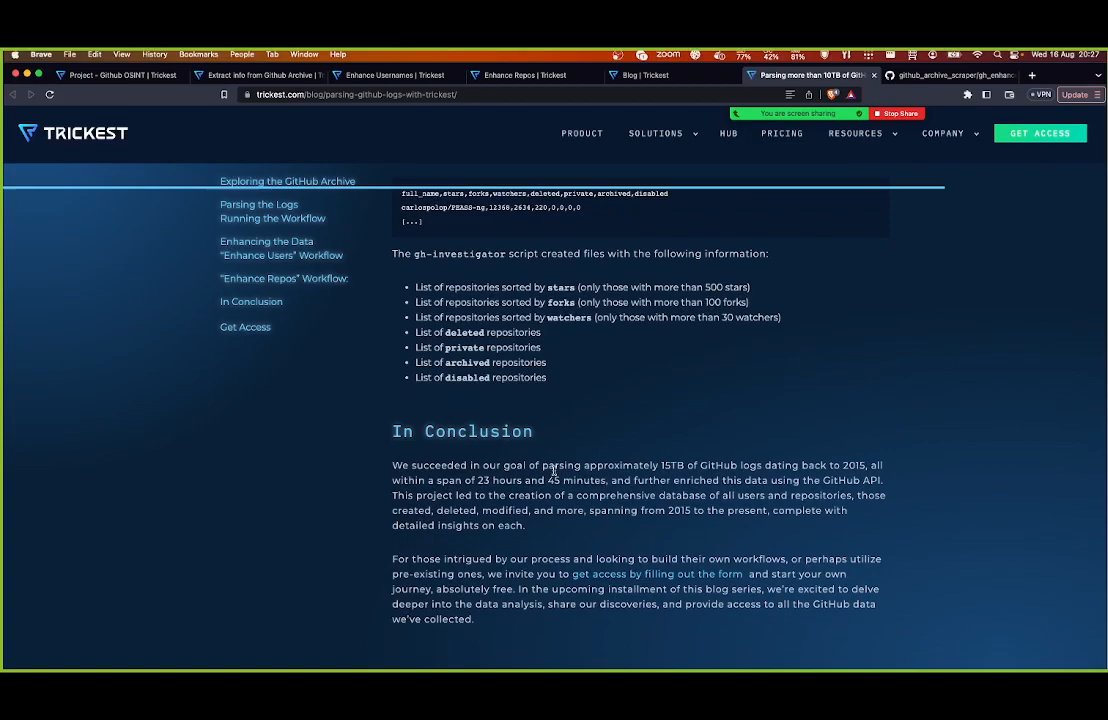 Brave File Edit View History Bookmarks People Tab Window Help zoom 77% 42% 81% Wed 16 Aug 20:27
Project - Github OSINT | Trickest Extract info from Github Archive | T Enhance Usernames | Trickest Enhance Repos | Trickest Blog | Trickest Parsing more than 10TB of GitH github_archive_scraper/gh_enhanc
trickest.com/blog/parsing-github-logs-with-trickest/ VPN Update
You are screen sharing Stop Share
TRICKEST PRODUCT SOLUTIONS HUB PRICING RESOURCES COMPANY GET ACCESS
Exploring the GitHub Archive
Parsing the Logs
Running the Workflow
Enhancing the Data
“Enhance Users” Workflow
“Enhance Repos” Workflow:
In Conclusion
Get Access
full_name,stars,forks,watchers,deleted,private,archived,disabled
carlospolop/PEASS-ng,12368,2634,220,0,0,0,0
[...]
The gh-investigator script created files with the following information:
• List of repositories sorted by stars (only those with more than 500 stars)
• List of repositories sorted by forks (only those with more than 100 forks)
• List of repositories sorted by watchers (only those with more than 30 watchers)
• List of deleted repositories
• List of private repositories
• List of archived repositories
• List of disabled repositories
In Conclusion
We succeeded in our goal of parsing approximately 15TB of GitHub logs dating back to 2015, all
within a span of 23 hours and 45 minutes, and further enriched this data using the GitHub API.
This project led to the creation of a comprehensive database of all users and repositories, those
created, deleted, modified, and more, spanning from 2015 to the present, complete with
detailed insights on each.
For those intrigued by our process and looking to build their own workflows, or perhaps utilize
pre-existing ones, we invite you to get access by filling out the form and start your own
journey, absolutely free. In the upcoming installment of this blog series, we’re excited to delve
deeper into the data analysis, share our discoveries, and provide access to all the GitHub data
we’ve collected.